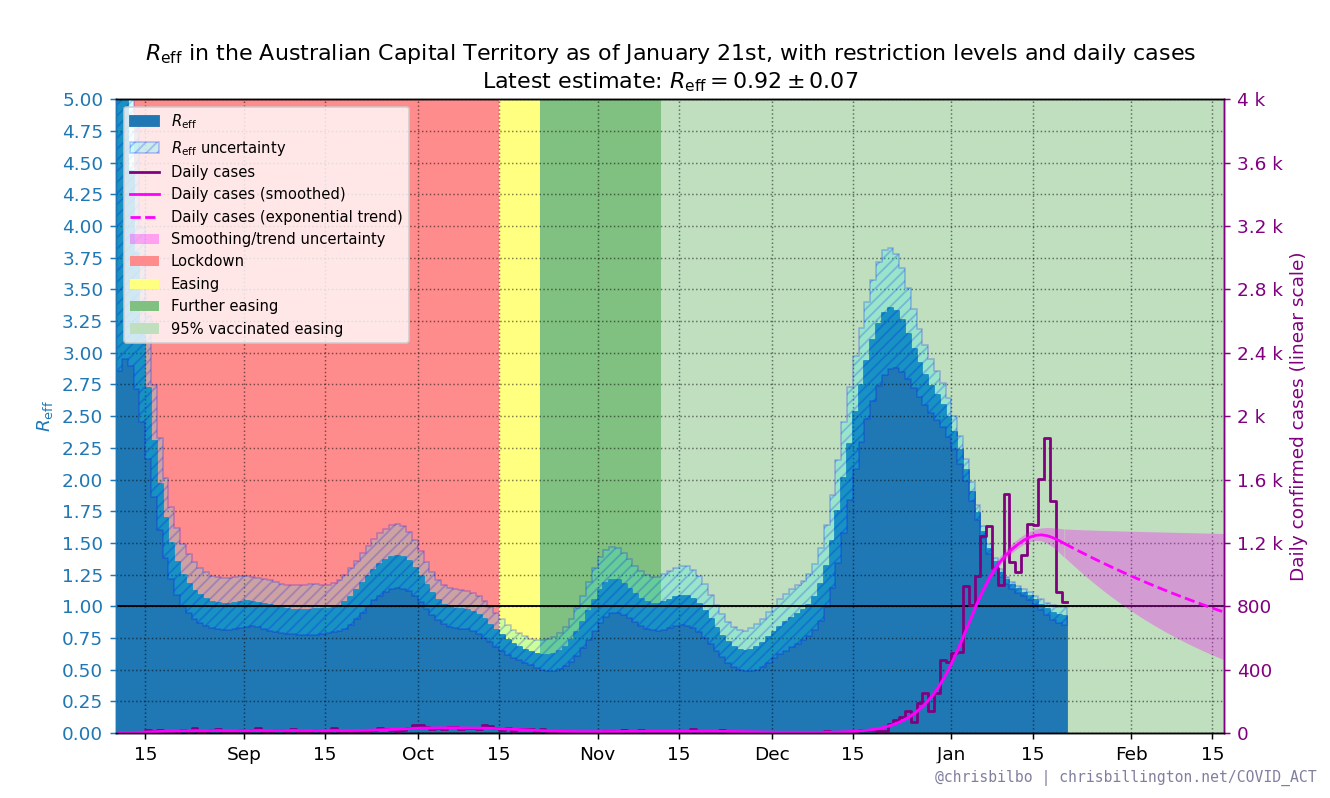 Reff in the Australian Capital Territory as of January 21st, with restriction levels and daily cases
Latest estimate: Reff = 0.92 ± 0.07
5.00
4.75
4.50
4.25
4.00
3.75
3.50
3.25
3.00
2.75
2.50
2.25
2.00
1.75
1.50
1.25
1.00
0.75
0.50
0.25
0.00
Reff
Reff
Reff uncertainty
Daily cases
Daily cases (smoothed)
Daily cases (exponential trend)
Smoothing/trend uncertainty
Lockdown
Easing
Further easing
95% vaccinated easing
4 k
3.6 k
3.2 k
2.8 k
2.4 k
2 k
1.6 k
1.2 k
800
400
0
Daily confirmed cases (linear scale)
15 Sep 15 Oct 15 Nov 15 Dec 15 Jan 15 Feb 15
@chrisbilbo | chrisbillington.net/COVID_ACT